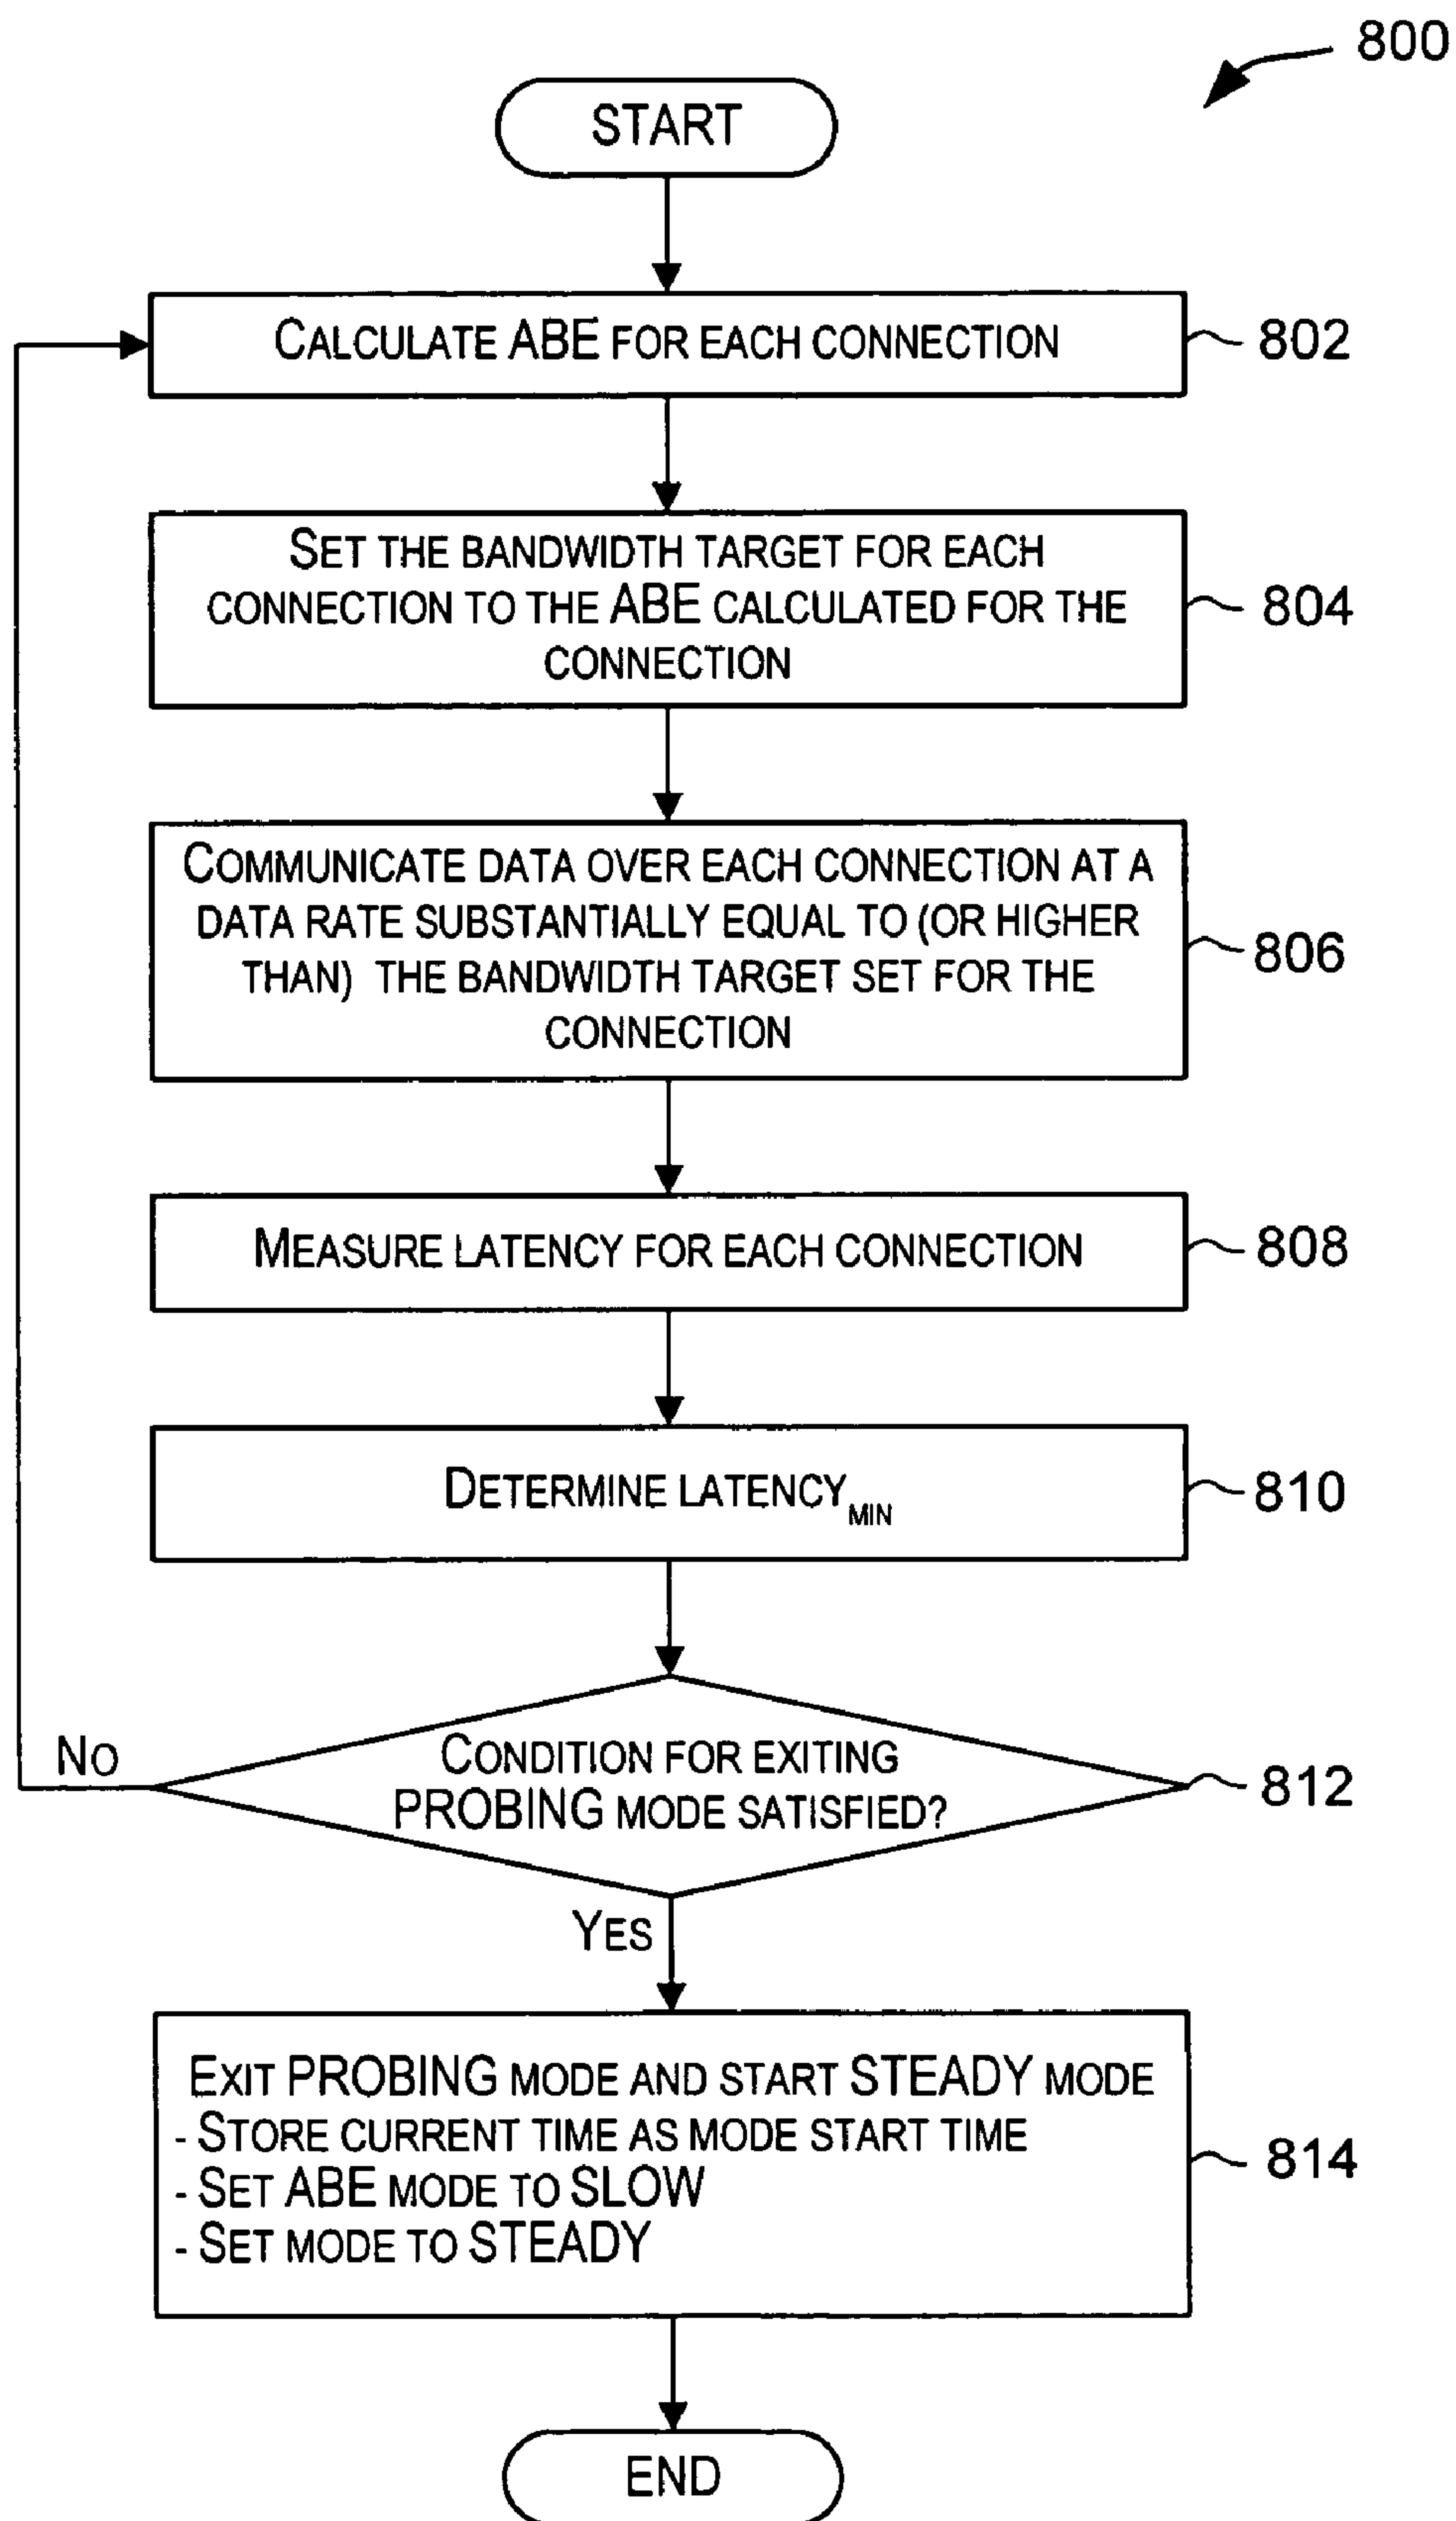 800
START
CALCULATE ABE FOR EACH CONNECTION
802
SET THE BANDWIDTH TARGET FOR EACH
CONNECTION TO THE ABE CALCULATED FOR THE
CONNECTION
804
COMMUNICATE DATA OVER EACH CONNECTION AT A
DATA RATE SUBSTANTIALLY EQUAL TO (OR HIGHER
THAN) THE BANDWIDTH TARGET SET FOR THE
CONNECTION
806
MEASURE LATENCY FOR EACH CONNECTION
808
DETERMINE LATENCY MIN
810
CONDITION FOR EXITING
PROBING MODE SATISFIED?
812
NO
YES
EXIT PROBING MODE AND START STEADY MODE
- STORE CURRENT TIME AS MODE START TIME
- SET ABE MODE TO SLOW
- SET MODE TO STEADY
814
END